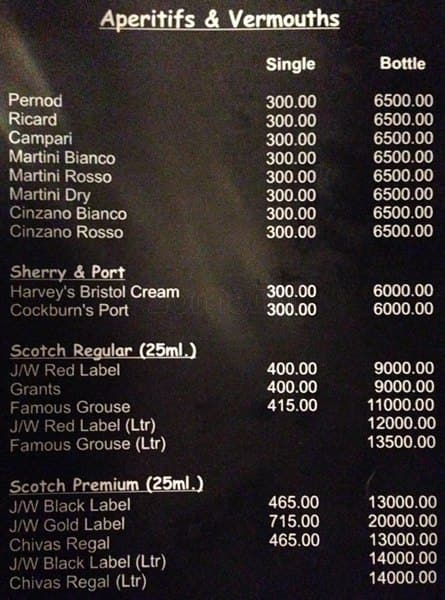 Aperitifs & Vermouths
Single Bottle
Pernod 300.00 6500.00
Ricard 300.00 6500.00
Campari 300.00 6500.00
Martini Bianco 300.00 6500.00
Martini Rosso 300.00 6500.00
Martini Dry 300.00 6500.00
Cinzano Bianco 300.00 6500.00
Cinzano Rosso 300.00 6500.00
Sherry & Port
Harvey's Bristol Cream 300.00 6000.00
Cockburn's Port 300.00 6000.00
Scotch Regular (25ml.)
J/W Red Label 400.00 9000.00
Grants 400.00 9000.00
Famous Grouse 415.00 11000.00
J/W Red Label (Ltr) 12000.00
Famous Grouse (Ltr) 13500.00
Scotch Premium (25ml.)
J/W Black Label 465.00 13000.00
J/W Gold Label 715.00 20000.00
Chivas Regal 465.00 13000.00
J/W Black Label (Ltr) 14000.00
Chivas Regal (Ltr) 14000.00